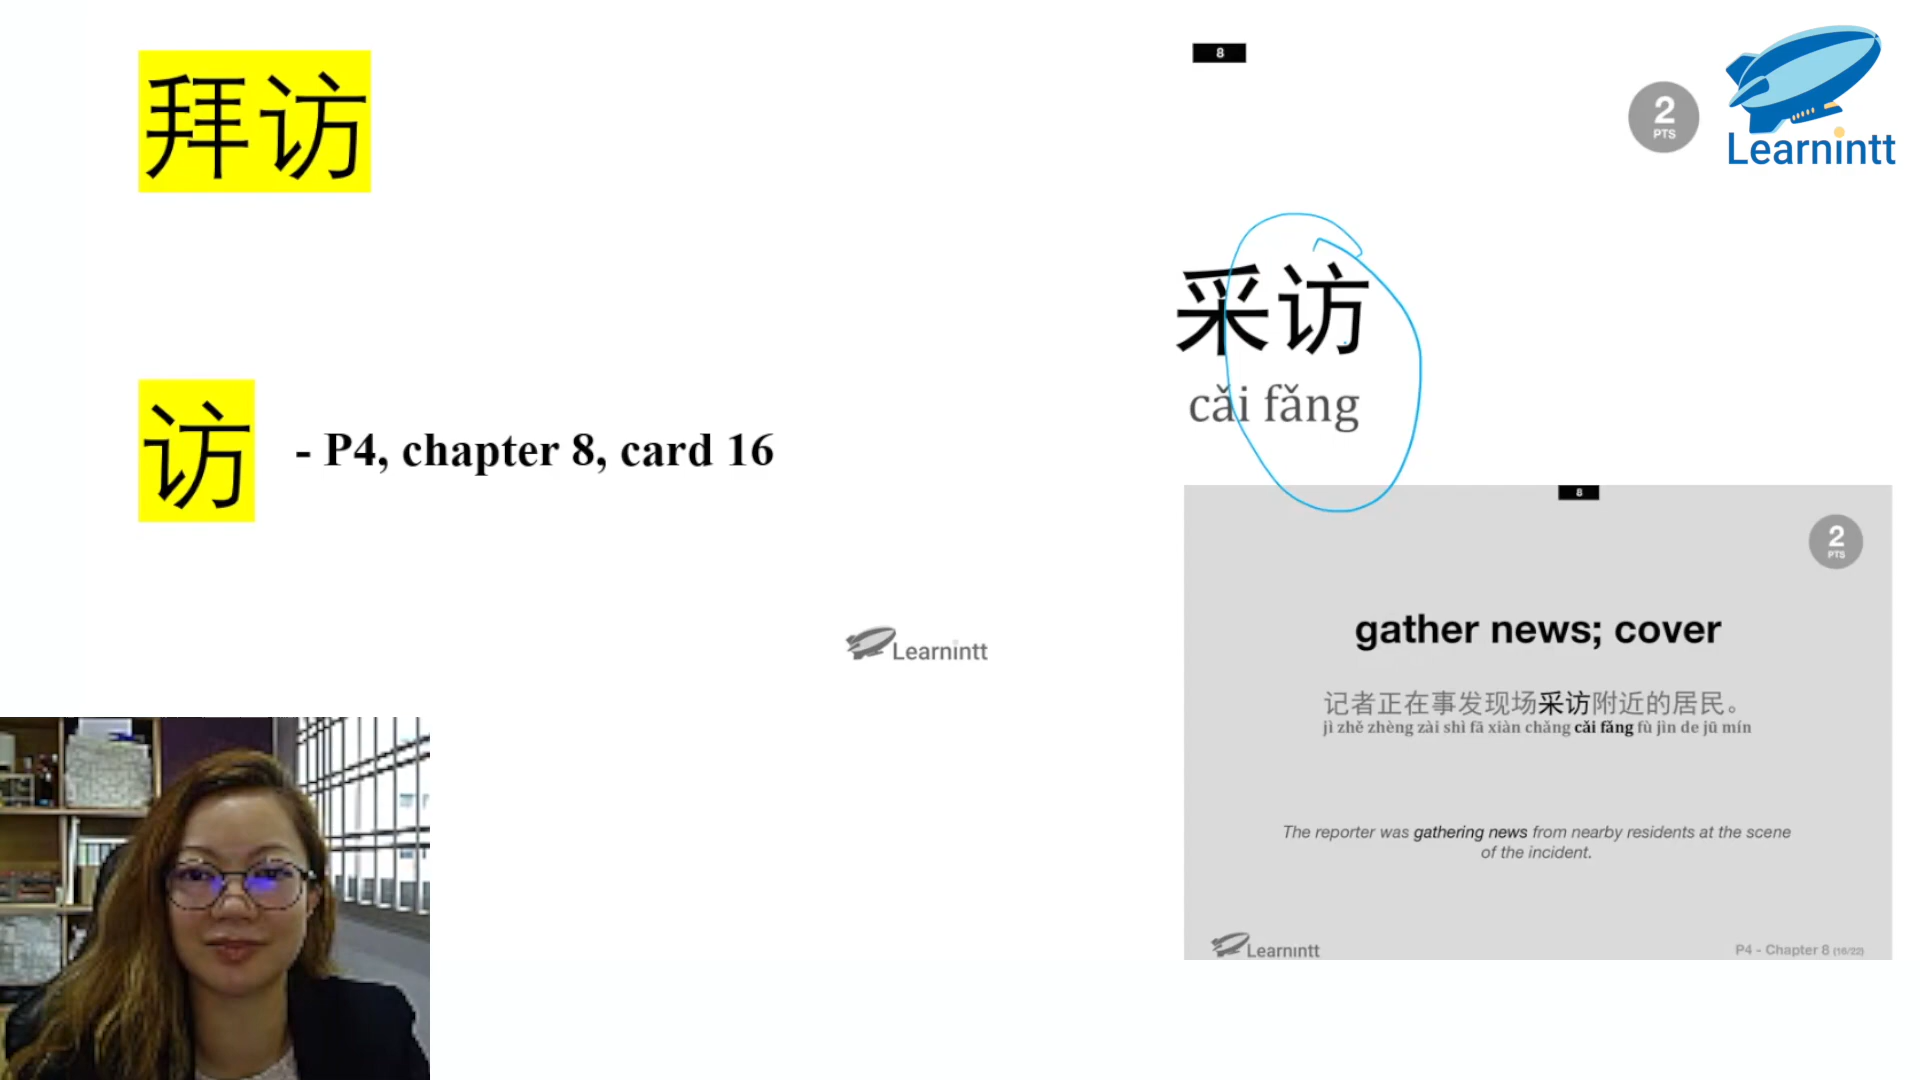 拜访
访
- P4, chapter 8, card 16
Learnintt
8
2
PTS
Learnintt
采访
cǎi fǎng
8
2
PTS
gather news; cover
记者正在事发现场采访附近的居民。
jì zhě zhèng zài shì fā xiàn chǎng cǎi fǎng fù jìn de jū mín
The reporter was gathering news from nearby residents at the scene
of the incident.
Learnintt
P4 - Chapter 8 (16/22)